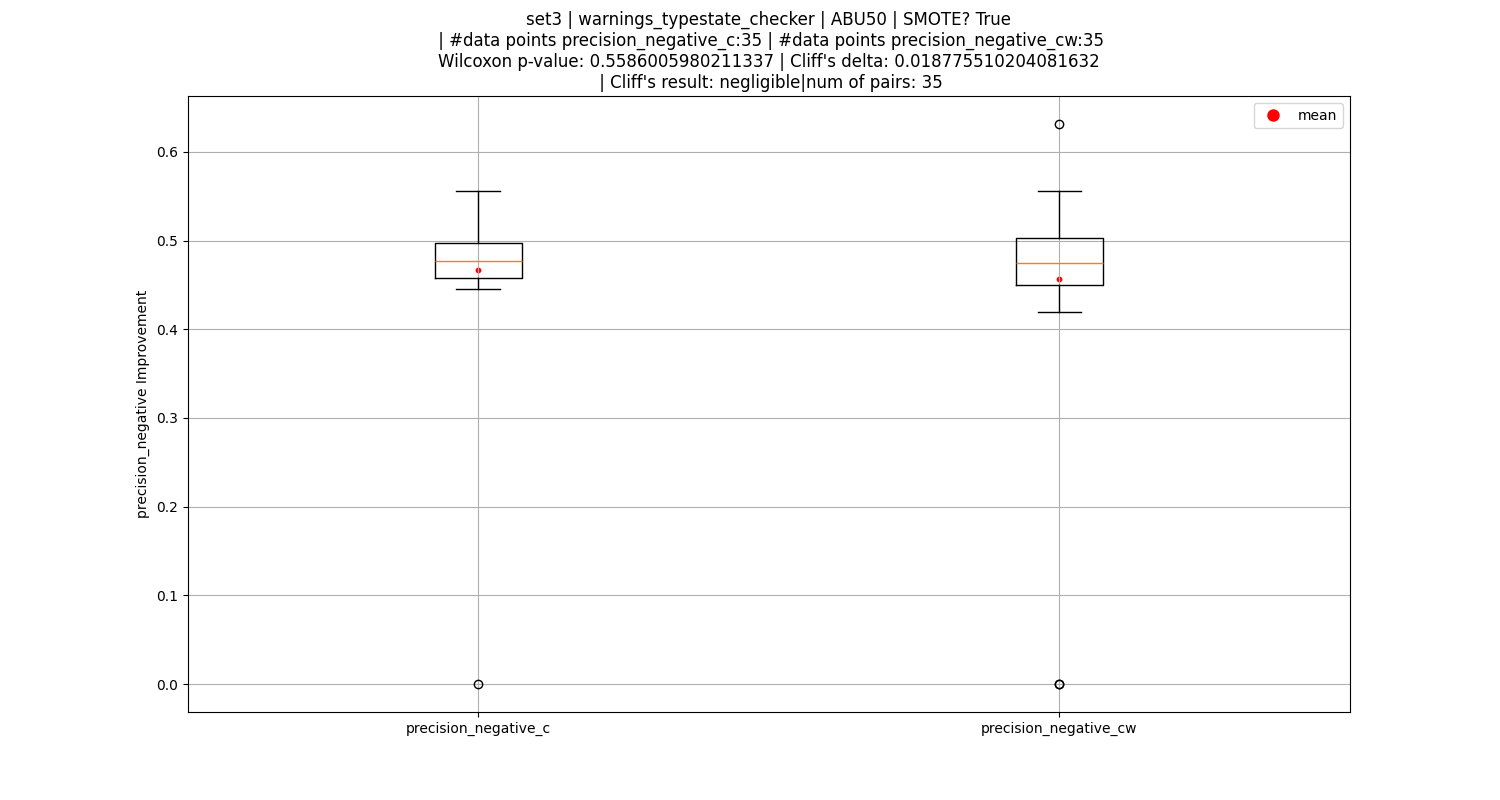 set3 | warnings_typestate_checker | ABU50 | SMOTE? True
| #data points precision_negative_c:35 | #data points precision_negative_cw:35
Wilcoxon p-value: 0.5586005980211337 | Cliff's delta: 0.018775510204081632
| Cliff's result: negligible|num of pairs: 35
mean
precision_negative Improvement
0.6
0.5
0.4
0.3
0.2
0.1
0.0
precision_negative_c
precision_negative_cw